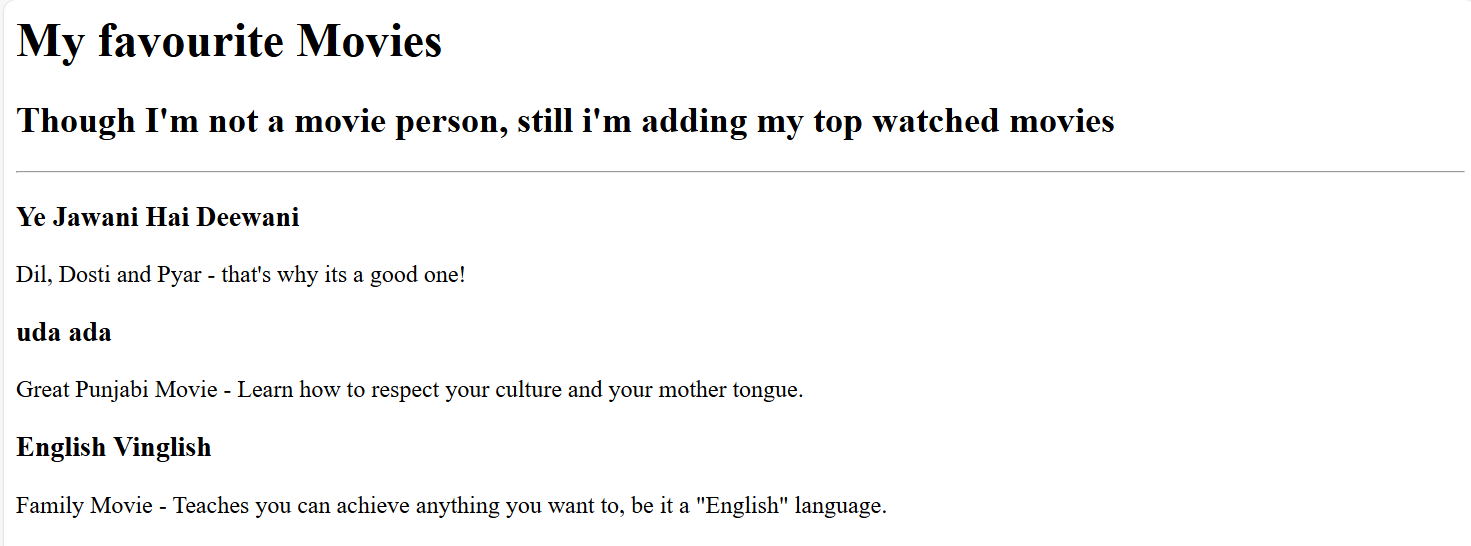 My favourite Movies
Though I'm not a movie person, still i'm adding my top watched movies
Ye Jawani Hai Deewani
Dil, Dosti and Pyar - that's why its a good one!
uda ada
Great Punjabi Movie - Learn how to respect your culture and your mother tongue.
English Vinglish
Family Movie - Teaches you can achieve anything you want to, be it a "English" language.